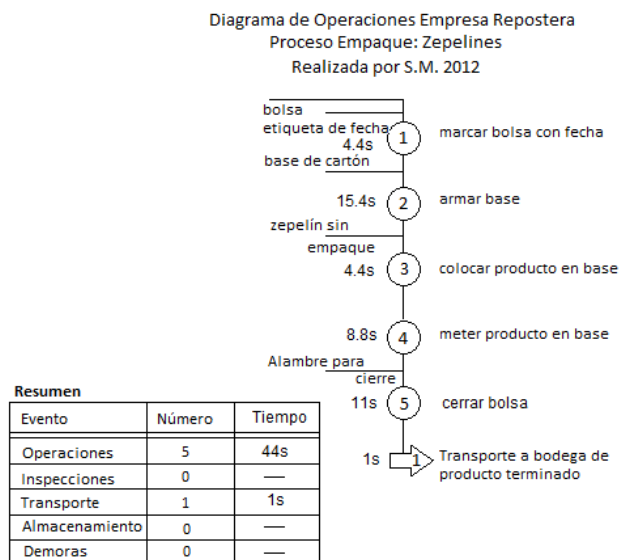 Diagrama de Operaciones Empresa Repostera
Proceso Empaque: Zepelines
Realizada por S.M. 2012
bolsa
etiqueta de fecha
4.4s
1
marcar bolsa con fecha
base de cartón
15.4s
2
armar base
zepelín sin
empaque
4.4s
3
colocar producto en base
8.8s
4
meter producto en base
Alambre para
cierre
11s
5
cerrar bolsa
1s
1
Transporte a bodega de
producto terminado
Resumen
Evento Número Tiempo
Operaciones 5 44s
Inspecciones 0 —
Transporte 1 1s
Almacenamiento 0 —
Demoras 0 —